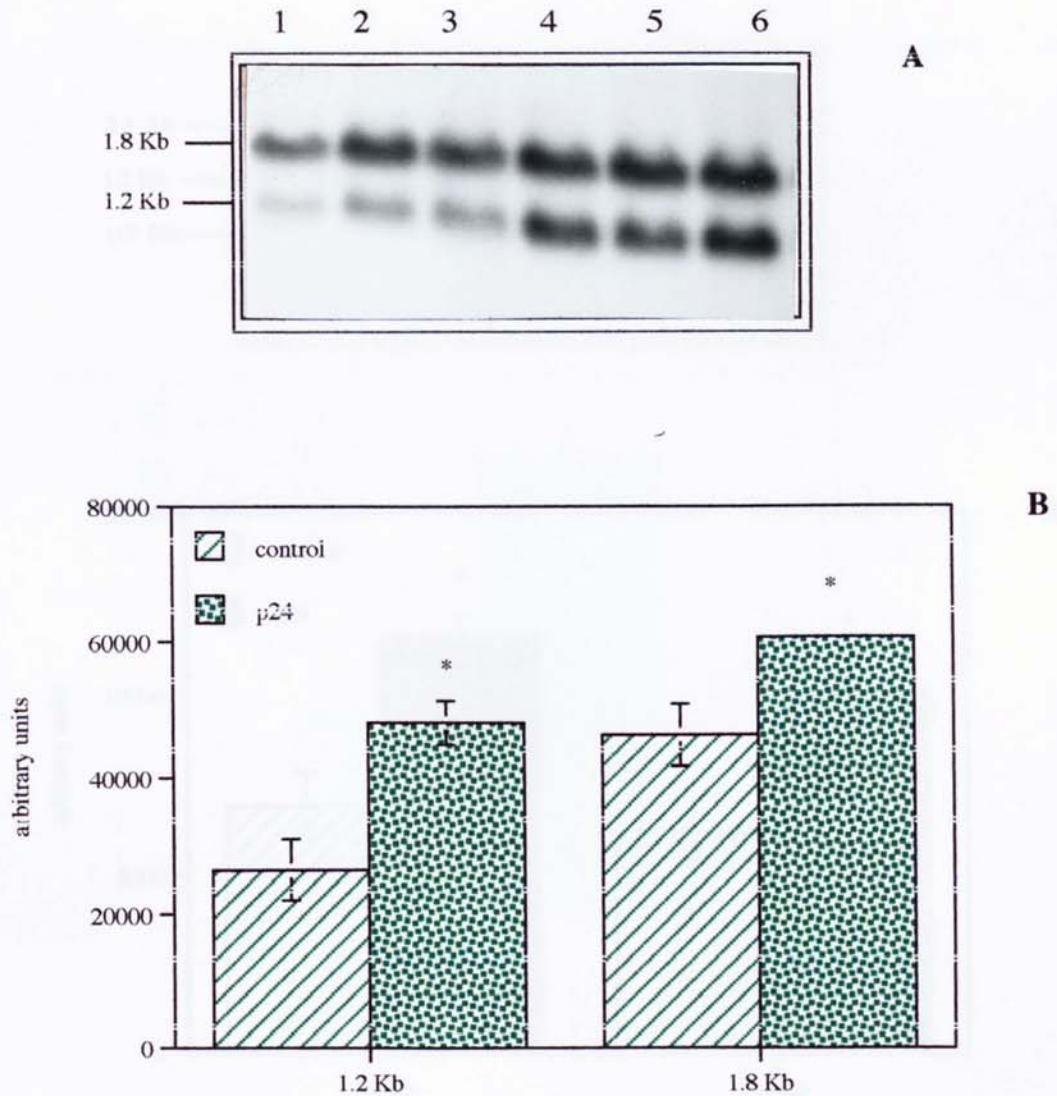 1 2 3 4 5 6
A
1.8 Kb
1.2 Kb
B
80000
60000
40000
20000
0
arbitrary units
control
p24
*
*
1.2 Kb
1.8 Kb